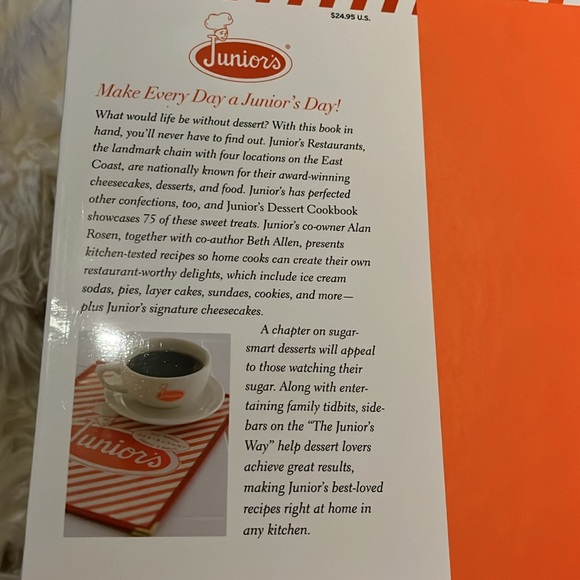 $24.95 U.S.
Junior's®
Make Every Day a Junior's Day!
What would life be without dessert? With this book in
hand, you'll never have to find out. Junior's Restaurants,
the landmark chain with four locations on the East
Coast, are nationally known for their award-winning
cheesecakes, desserts, and food. Junior's has perfected
other confections, too, and Junior's Dessert Cookbook
showcases 75 of these sweet treats. Junior's co-owner Alan
Rosen, together with co-author Beth Allen, presents
kitchen-tested recipes so home cooks can create their own
restaurant-worthy delights, which include ice cream
sodas, pies, layer cakes, sundaes, cookies, and more—
plus Junior's signature cheesecakes.
A chapter on sugar-
smart desserts will appeal
to those watching their
sugar. Along with enter-
taining family tidbits, side-
bars on the “The Junior's
Way” help dessert lovers
achieve great results,
making Junior's best-loved
recipes right at home in
any kitchen.
Junior's
Junior's